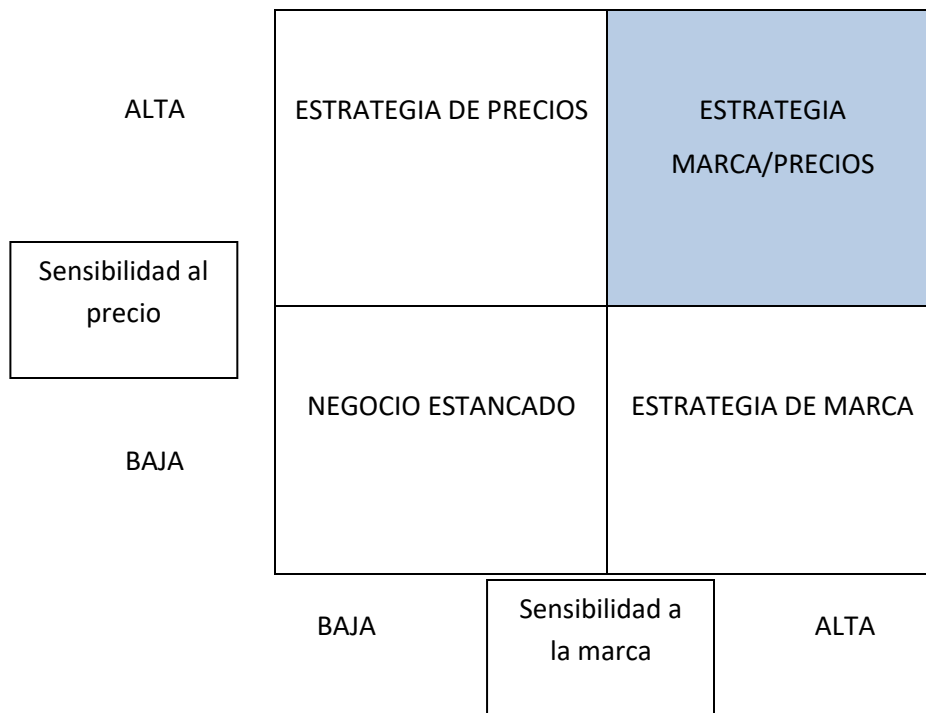 ALTA
ESTRATEGIA DE PRECIOS
ESTRATEGIA
MARCA/PRECIOS
Sensibilidad al
precio
NEGOCIO ESTANCADO
ESTRATEGIA DE MARCA
BAJA
BAJA
Sensibilidad a
la marca
ALTA